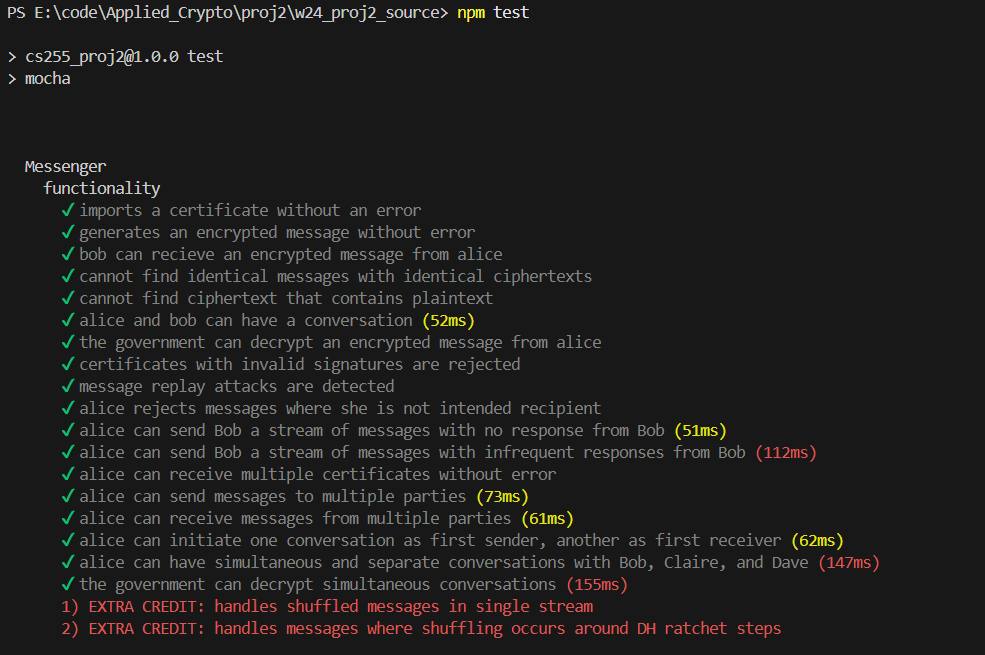 PS E:\code\Applied_Crypto\proj2\w24_proj2_source> npm test
> cs255_proj2@1.0.0 test
> mocha
Messenger
functionality
✓ imports a certificate without an error
✓ generates an encrypted message without error
✓ bob can recieve an encrypted message from alice
✓ cannot find identical messages with identical ciphertexts
✓ cannot find ciphertext that contains plaintext
✓ alice and bob can have a conversation (52ms)
✓ the government can decrypt an encrypted message from alice
✓ certificates with invalid signatures are rejected
✓ message replay attacks are detected
✓ alice rejects messages where she is not intended recipient
✓ alice can send Bob a stream of messages with no response from Bob (51ms)
✓ alice can send Bob a stream of messages with infrequent responses from Bob (112ms)
✓ alice can receive multiple certificates without error
✓ alice can send messages to multiple parties (73ms)
✓ alice can receive messages from multiple parties (61ms)
✓ alice can initiate one conversation as first sender, another as first receiver (62ms)
✓ alice can have simultaneous and separate conversations with Bob, Claire, and Dave (147ms)
✓ the government can decrypt simultaneous conversations (155ms)
1) EXTRA CREDIT: handles shuffled messages in single stream
2) EXTRA CREDIT: handles messages where shuffling occurs around DH ratchet steps